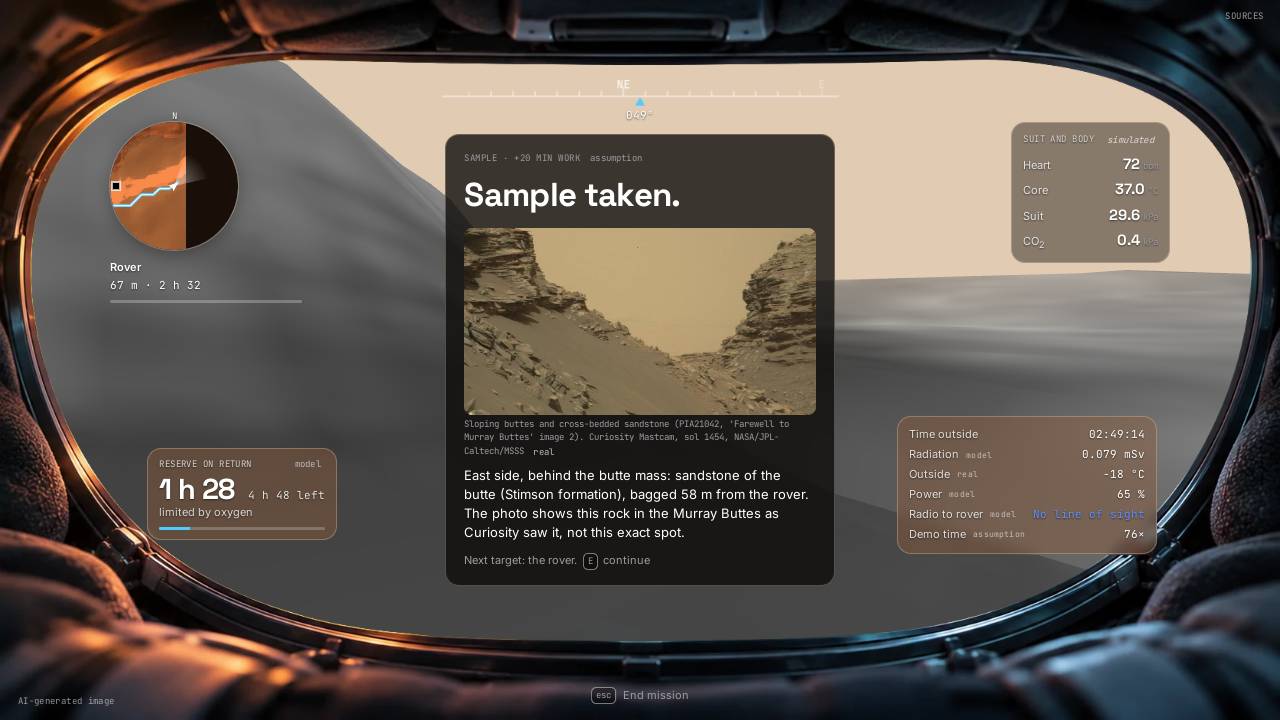 SOURCES
NE
E
049°
N
Rover
67 m · 2 h 32
SAMPLE · +20 MIN WORK assumption
Sample taken.
Sloping buttes and cross-bedded sandstone (PIA21042, 'Farewell to
Murray Buttes' image 2). Curiosity Mastcam, sol 1454, NASA/JPL-
Caltech/MSSS real
East side, behind the butte mass: sandstone of the
butte (Stimson formation), bagged 58 m from the rover.
The photo shows this rock in the Murray Buttes as
Curiosity saw it, not this exact spot.
Next target: the rover. E continue
SUIT AND BODY simulated
Heart 72 bpm
Core 37.0 °C
Suit 29.6 kPa
CO2 0.4 kPa
RESERVE ON RETURN model
1 h 28 4 h 48 left
limited by oxygen
Time outside 02:49:14
Radiation model 0.079 mSv
Outside real -18 °C
Power model 65 %
Radio to rover model No line of sight
Demo time assumption 76×
esc End mission
AI-generated image